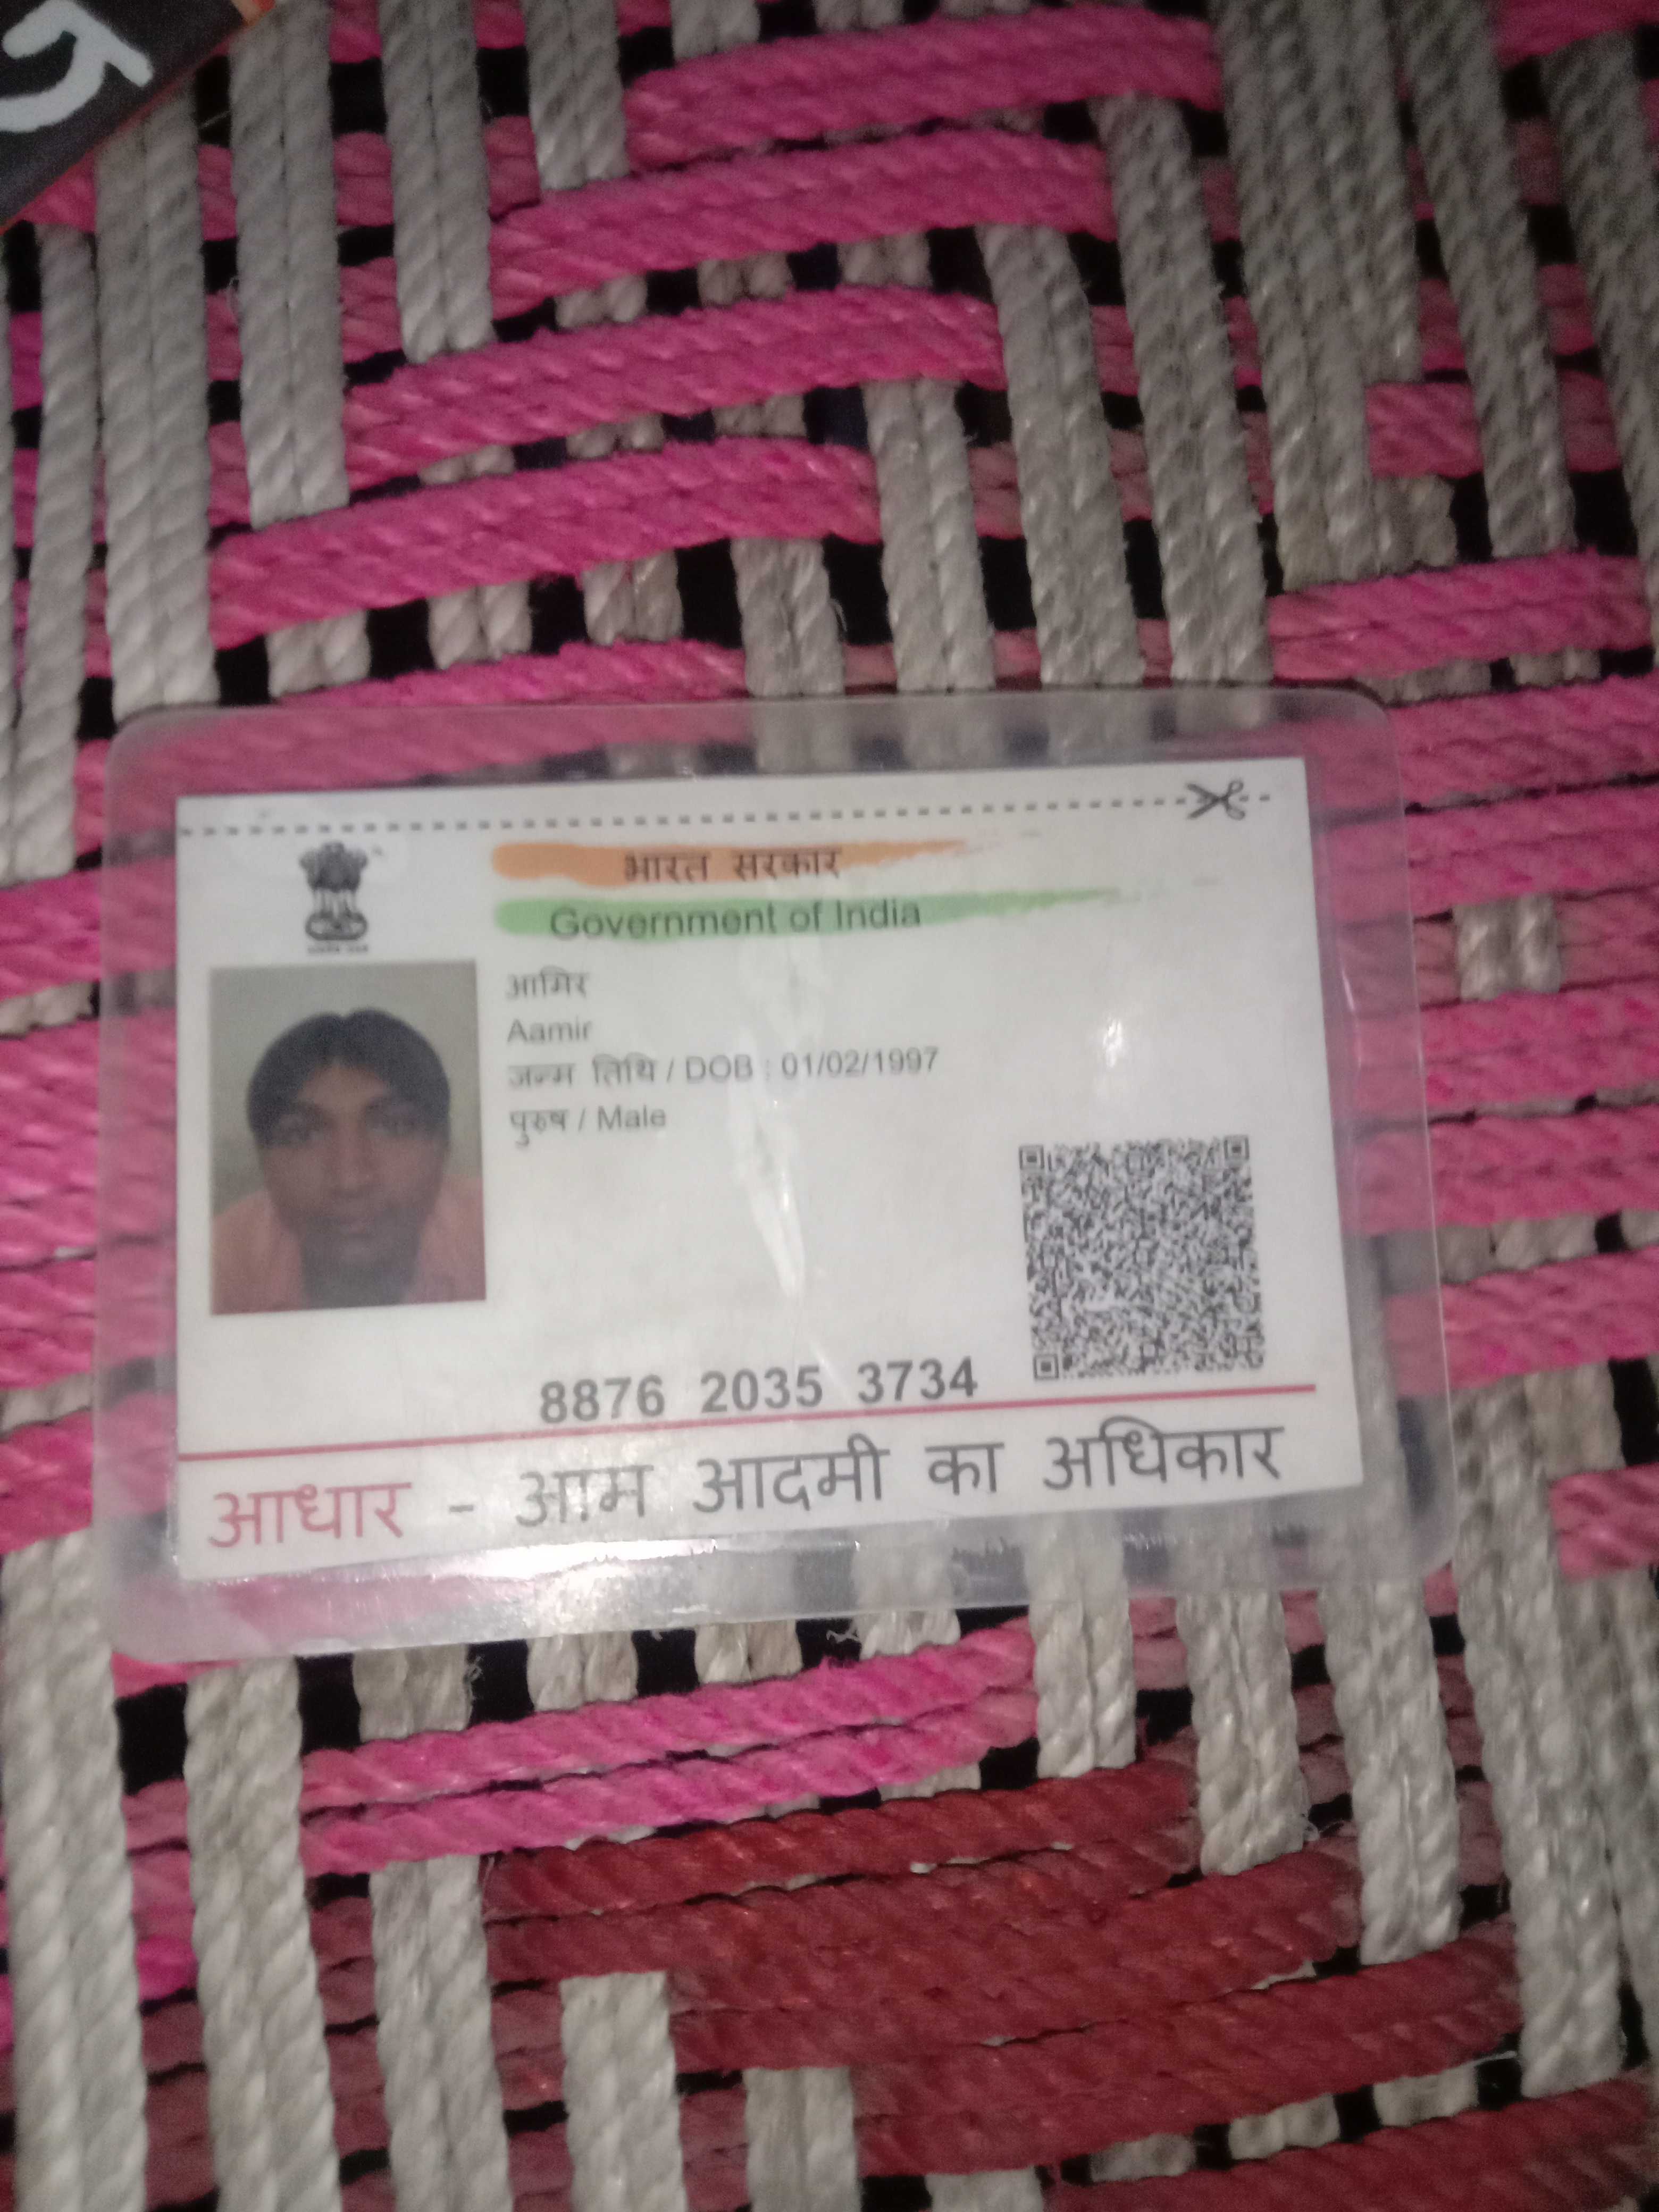 भारत सरकार
Government of India
आमिर
Aamir
जन्म तिथि / DOB : 01/02/1997
पुरुष / Male
8876 2035 3734
आधार - आम आदमी का अधिकार